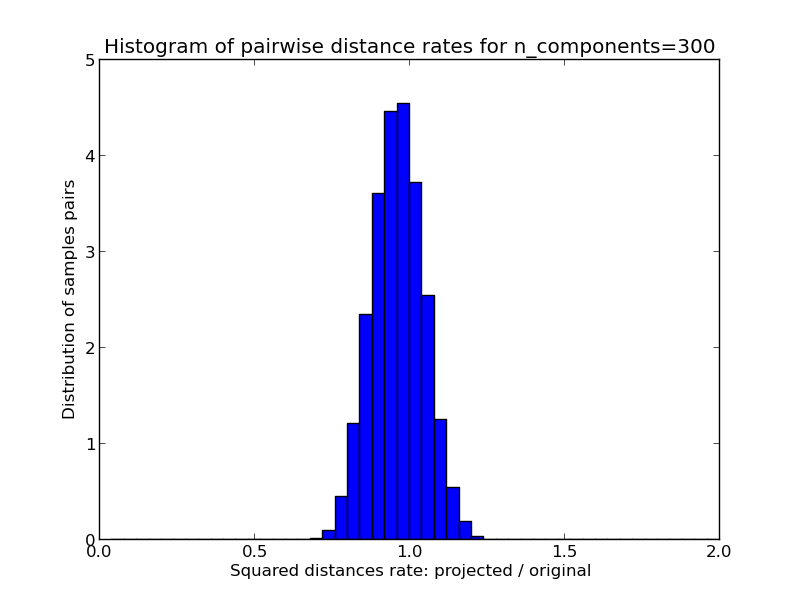 Histogram of pairwise distance rates for n_components=300
5
4
3
2
1
0
Distribution of samples pairs
0.0 0.5 1.0 1.5 2.0
Squared distances rate: projected / original